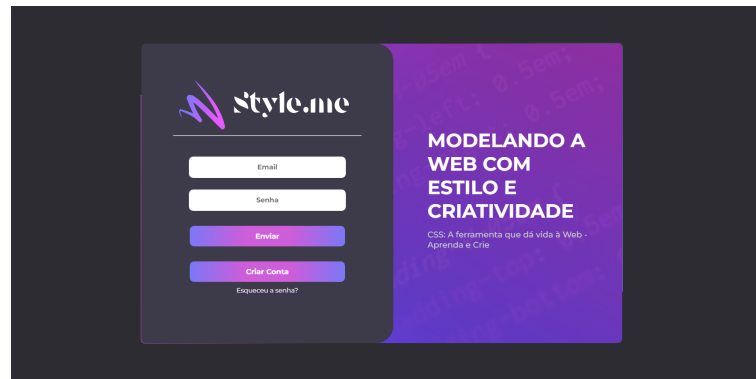 Style.me
Email
Senha
Enviar
Criar Conta
Esqueceu a senha?
MODELANDO A
WEB COM
ESTILO E
CRIATIVIDADE
CSS: A ferramenta que dá vida à Web -
Aprenda e Crie